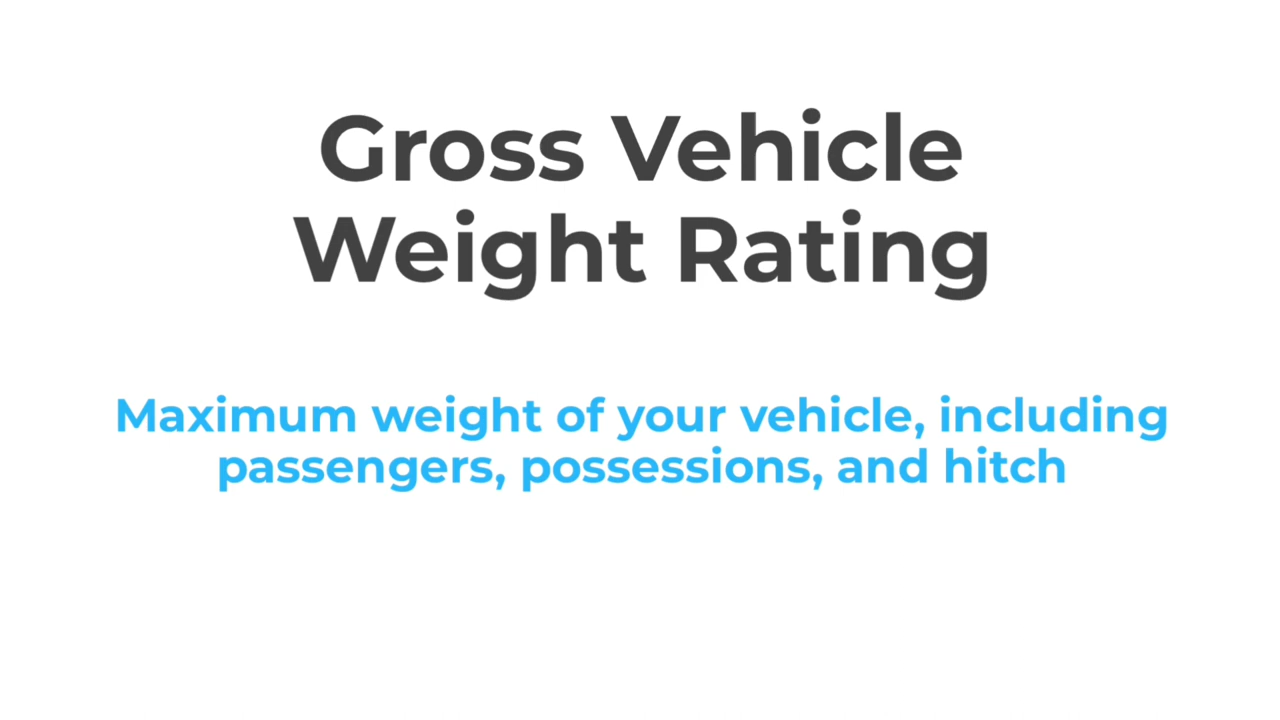 Gross Vehicle
Weight Rating
Maximum weight of your vehicle, including
passengers, possessions, and hitch